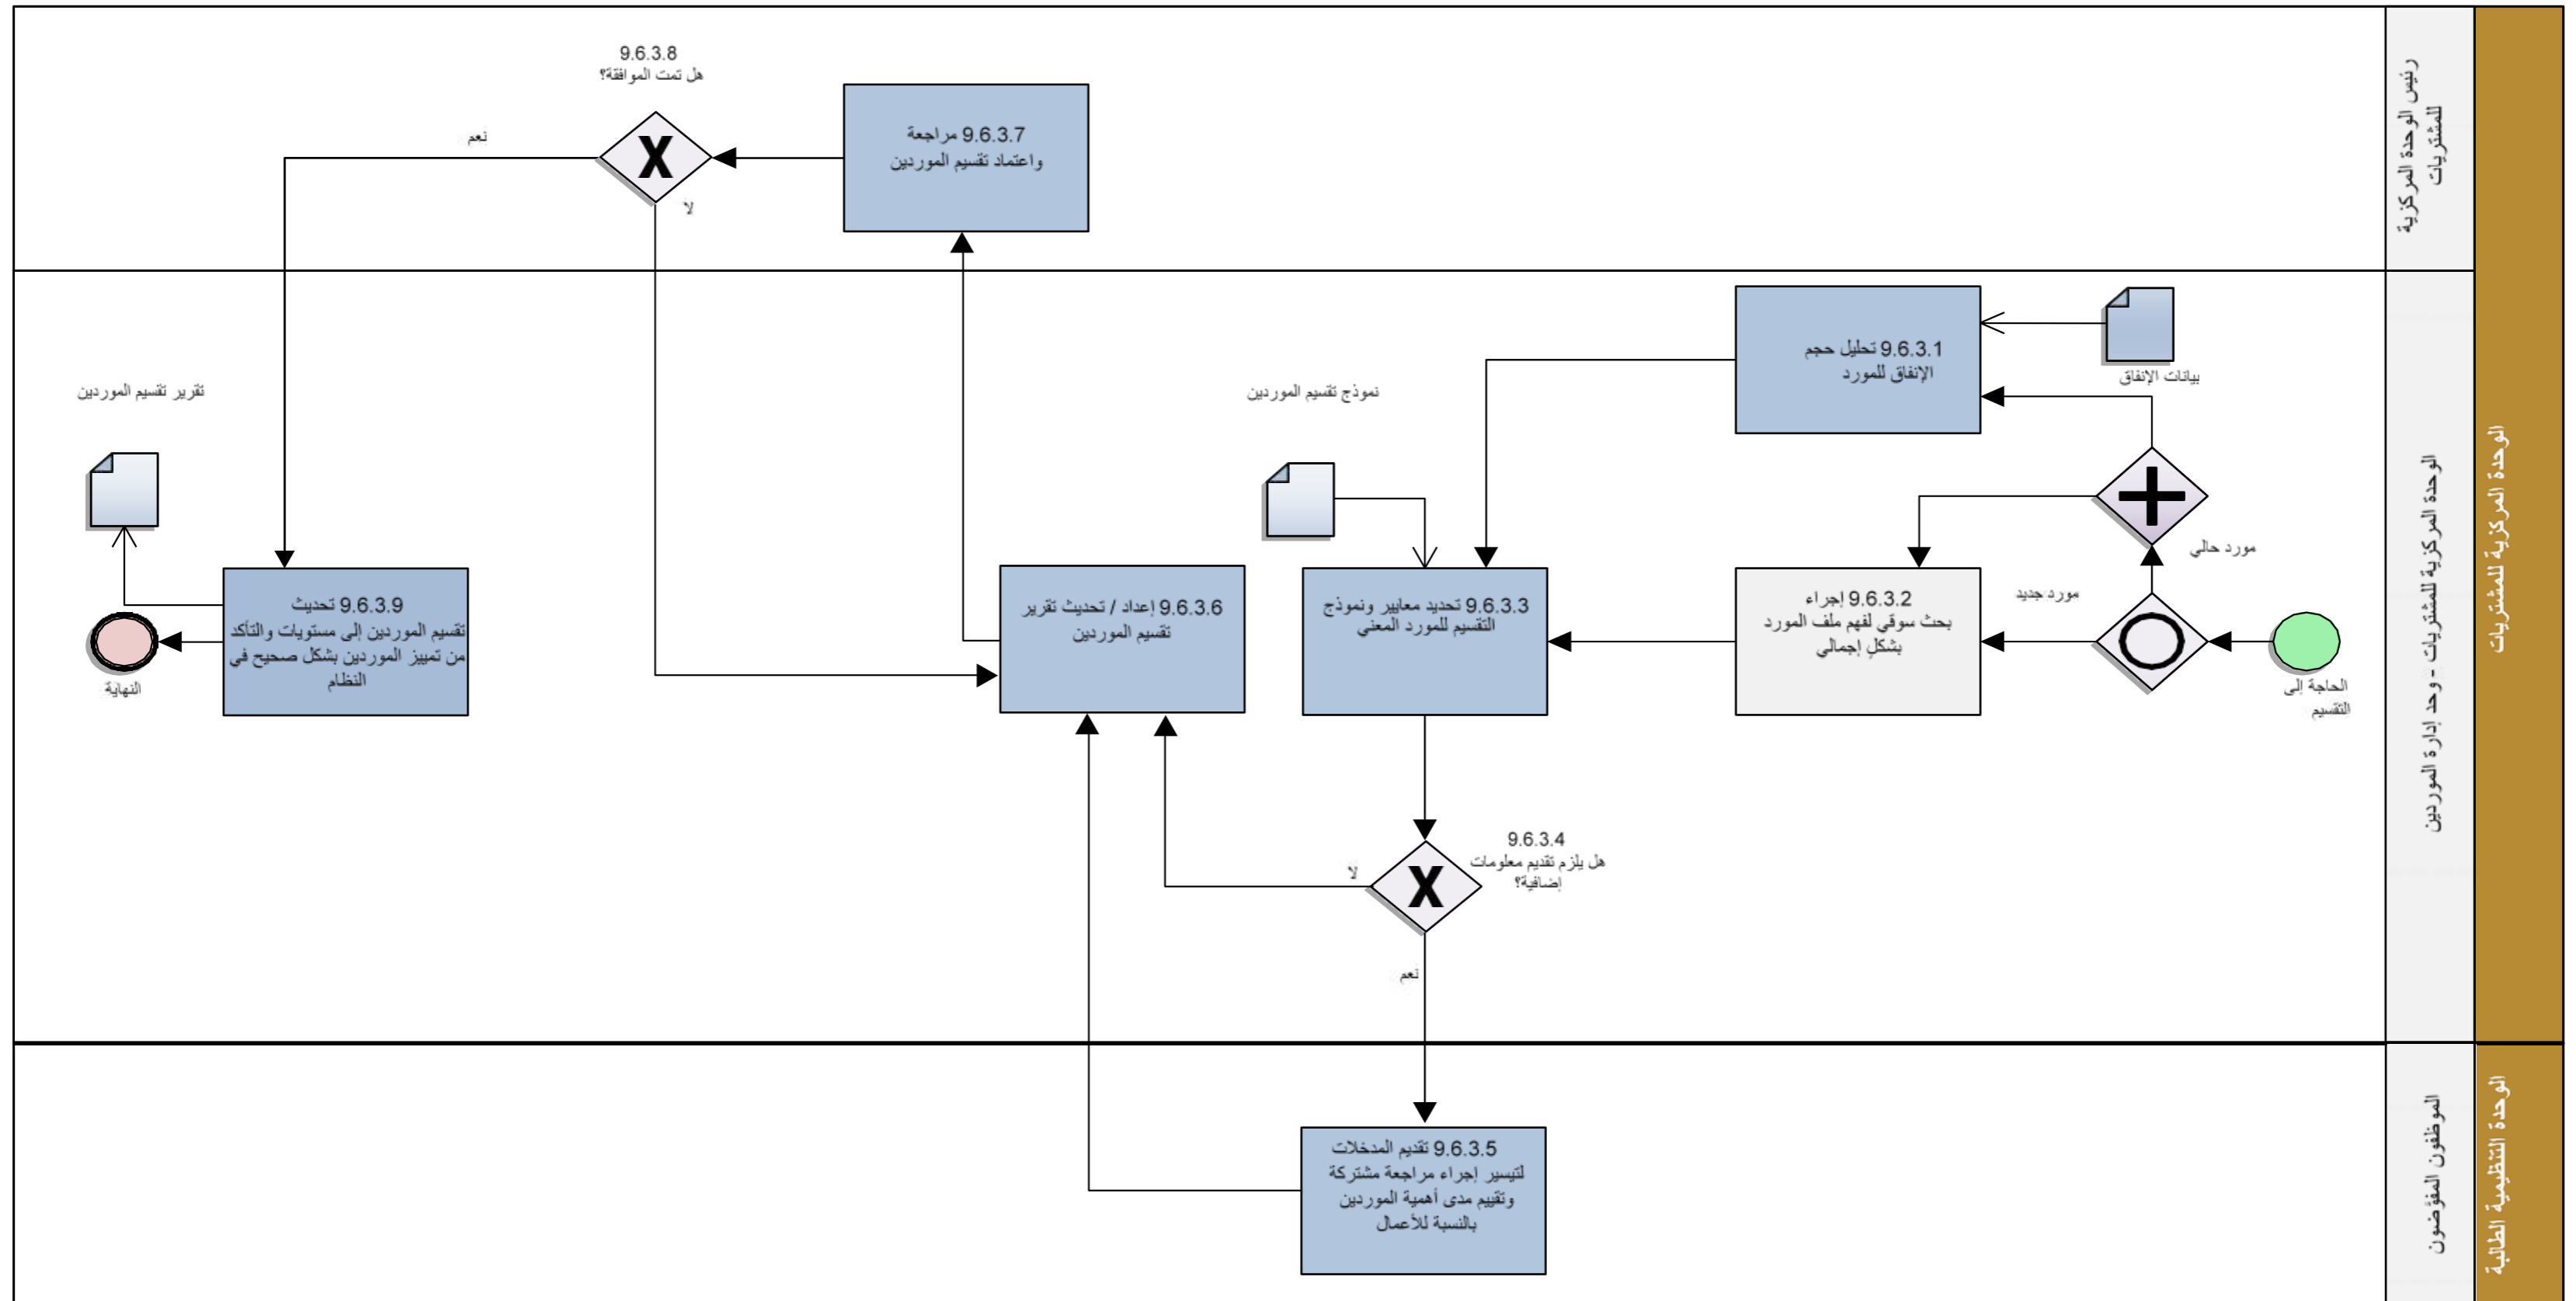 الوحدة المركزية للمشتريات
رئيس الوحدة المركزية
للمشتريات
9.6.3.7 مراجعة
واعتماد تقسيم الموردين
9.6.3.8
هل تمت الموافقة؟
نعم
لا
الوحدة المركزية للمشتريات - وحد إدارة الموردين
الحاجة إلى
التقسيم
مورد حالي
مورد جديد
بيانات الإنفاق
9.6.3.1 تحليل حجم
الإنفاق للمورد
9.6.3.2 إجراء
بحث سوقي لفهم ملف المورد
بشكلٍ إجمالي
نموذج تقسيم الموردين
9.6.3.3 تحديد معايير ونموذج
التقسيم للمورد المعني
9.6.3.4
هل يلزم تقديم معلومات
إضافية؟
لا
نعم
9.6.3.6 إعداد / تحديث تقرير
تقسيم الموردين
تقرير تقسيم الموردين
9.6.3.9 تحديث
تقسيم الموردين إلى مستويات والتأكد
من تمييز الموردين بشكل صحيح في
النظام
النهاية
الوحدة التنظيمية الطالبة
الموظفون المفوّضون
9.6.3.5 تقديم المدخلات
لتيسير إجراء مراجعة مشتركة
وتقييم مدى أهمية الموردين
بالنسبة للأعمال